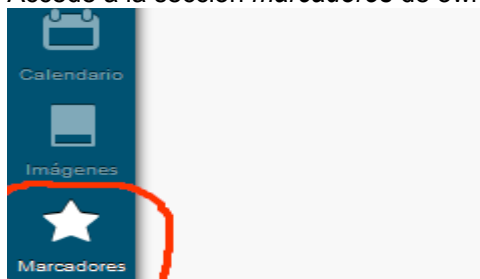 Accede a la sección marcadores de
Calendario
Imágenes
Marcadores